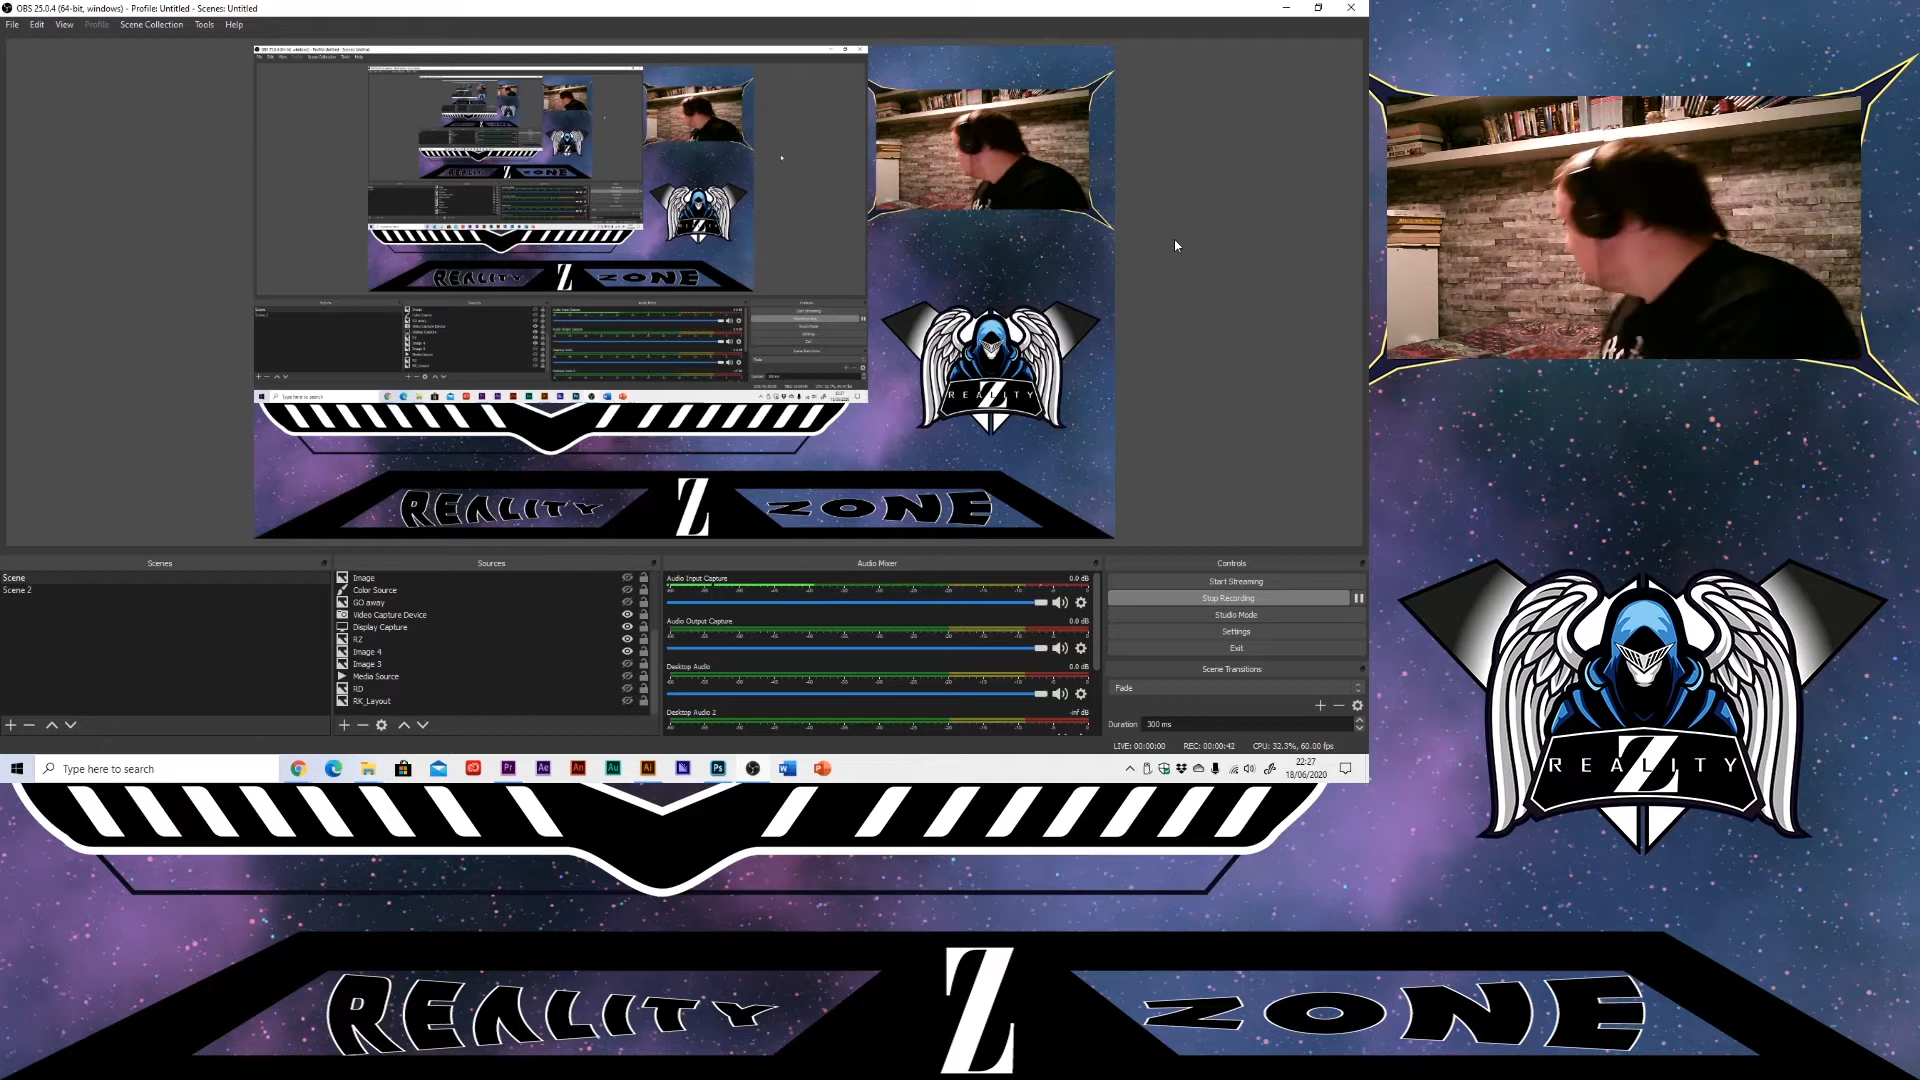 OBS 25.0.4 (64-bit, windows) - Profile: Untitled - Scenes: Untitled
File Edit View Profile Scene Collection Tools Help
REALITY
REALITY Z ZONE
Scenes
Scene
Scene 2
Sources
Image
Color Source
GO away
Video Capture Device
Display Capture
RZ
Image 4
Image 3
Media Source
RD
RK_Layout
Audio Mixer
Audio Input Capture 0.0 dB
Audio Output Capture 0.0 dB
Desktop Audio 0.0 dB
Desktop Audio 2 -inf dB
Controls
Start Streaming
Stop Recording
Studio Mode
Settings
Exit
Scene Transitions
Fade
Duration 300 ms
LIVE: 00:00:00 REC: 00:00:42 CPU: 32.3%, 60.00 fps
Type here to search
22:27
18/06/2020
Z
REALITY
REALITY Z ZONE